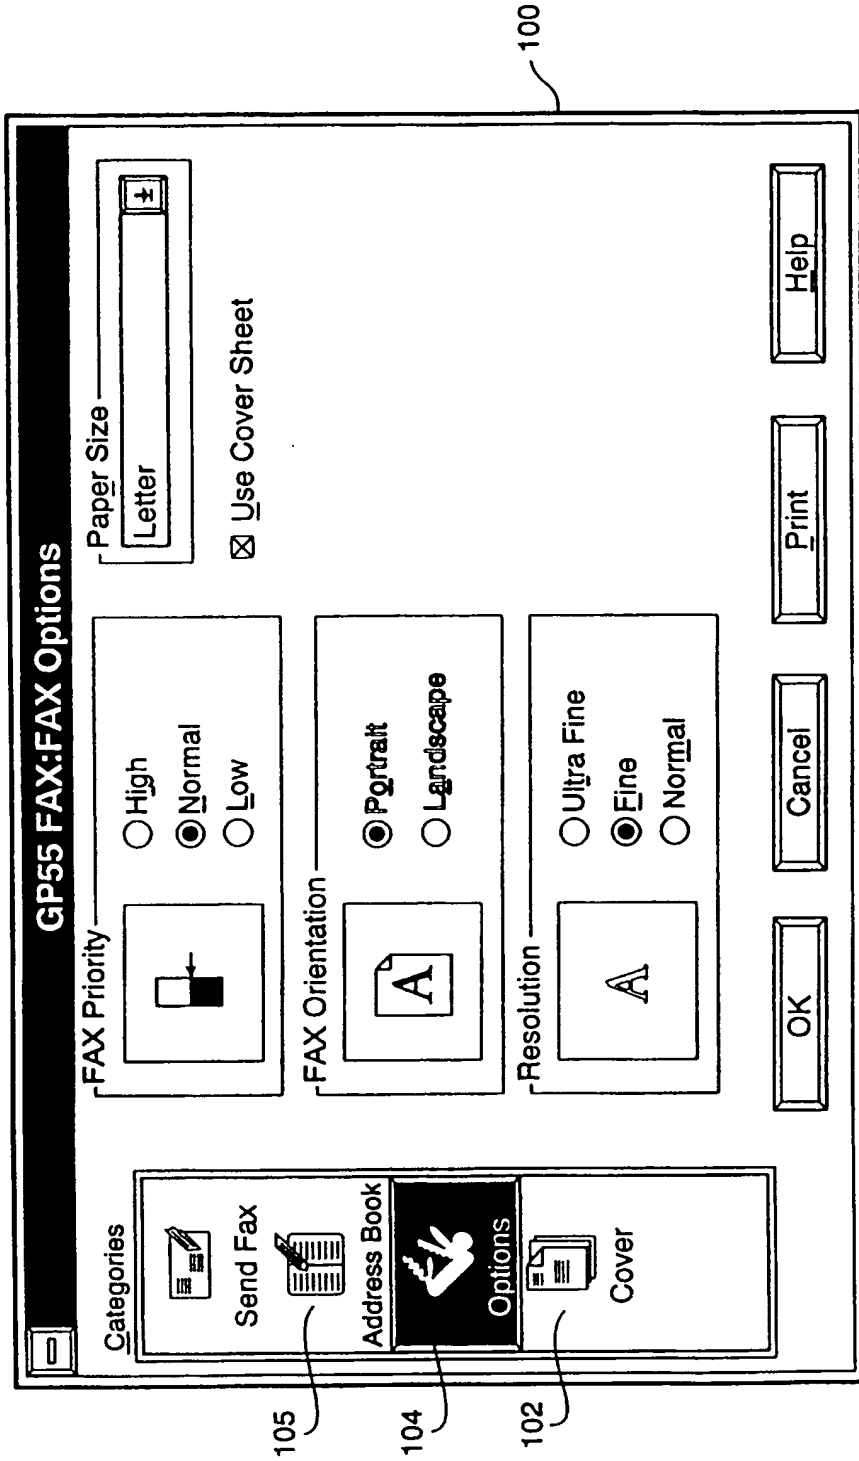 GP55 FAX:FAX Options
Categories
Send Fax
Address Book
Options
Cover
FAX Priority
High
Normal
Low
FAX Orientation
A
Portrait
Landscape
Resolution
A
Ultra Fine
Fine
Normal
Paper Size
Letter
Use Cover Sheet
OK
Cancel
Print
Help
105
104
102
100